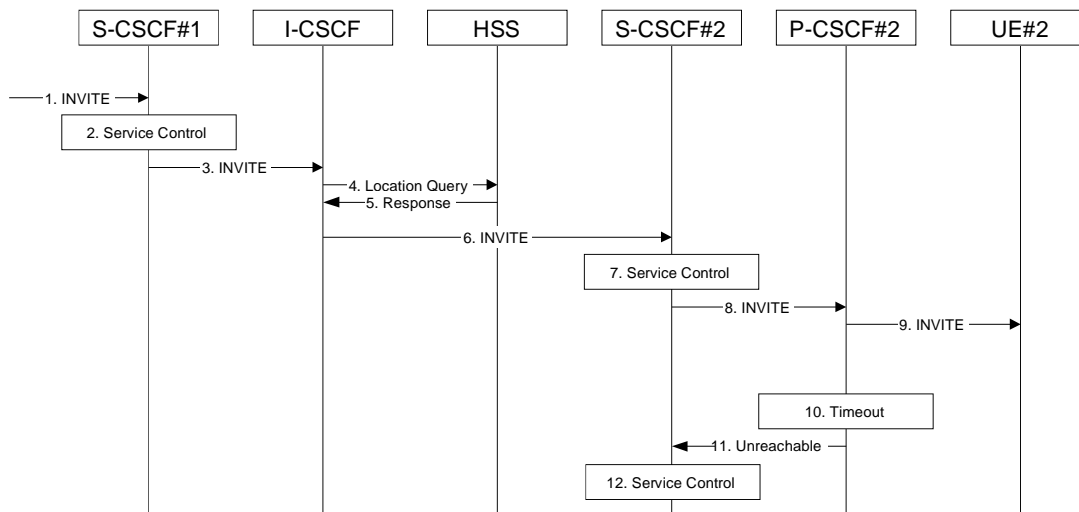 S-CSCF#1
I-CSCF
HSS
S-CSCF#2
P-CSCF#2
UE#2
1. INVITE
2. Service Control
3. INVITE
4. Location Query
5. Response
6. INVITE
7. Service Control
8. INVITE
9. INVITE
10. Timeout
11. Unreachable
12. Service Control